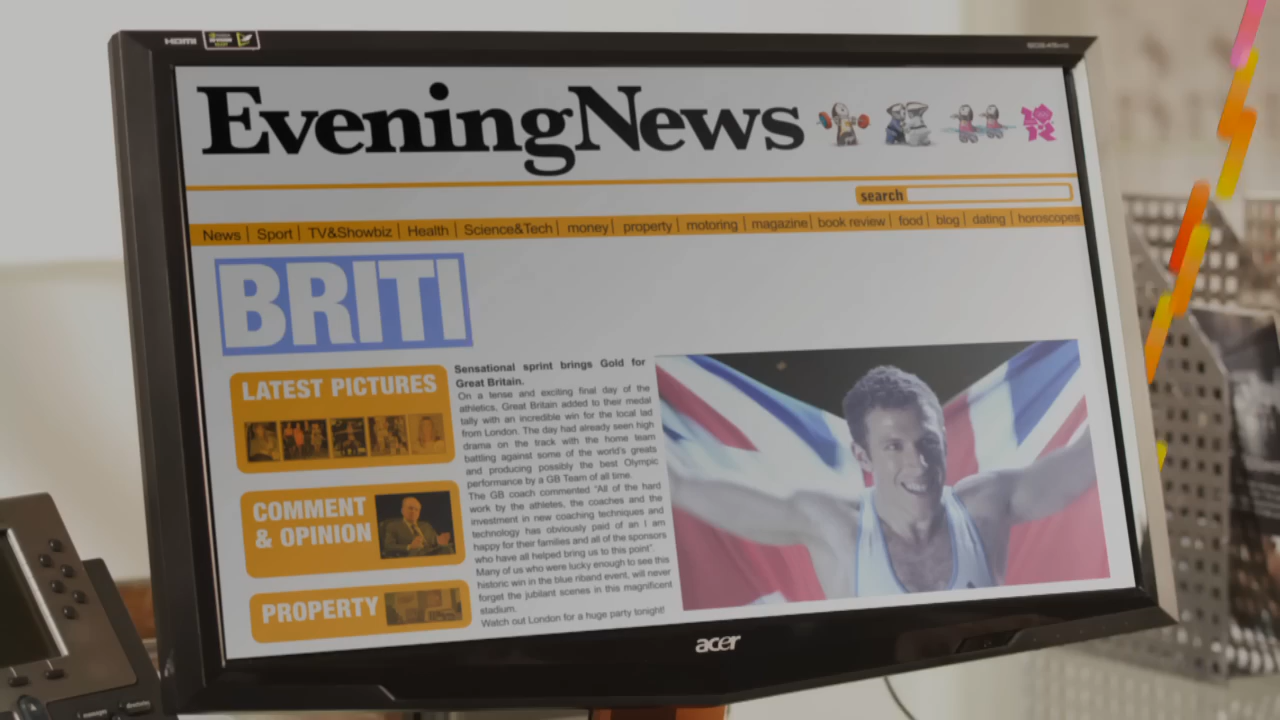 HDMI
EveningNews
search
News | Sport | TV&Showbiz | Health | Science&Tech | money | property | motoring | magazine | book review | food | blog | dating | horoscopes
BRITI
LATEST PICTURES
COMMENT
& OPINION
PROPERTY
Sensational sprint brings Gold for
Great Britain.
On a tense and exciting final day of the
athletics, Great Britain added to their medal
tally with an incredible win for the local lad
from London. The day had already seen high
drama on the track with the home team
battling against some of the world's greats
and producing possibly the best Olympic
performance by a GB Team of all time.
The GB coach commented "All of the hard
work by the athletes, the coaches and the
investment in new coaching techniques and
technology has obviously paid of an I am
happy for their families and all of the sponsors
who have all helped bring us to this point".
Many of us who were lucky enough to see this
historic win in the blue riband event, will never
forget the jubilant scenes in this magnificent
stadium.
Watch out London for a huge party tonight!
acer